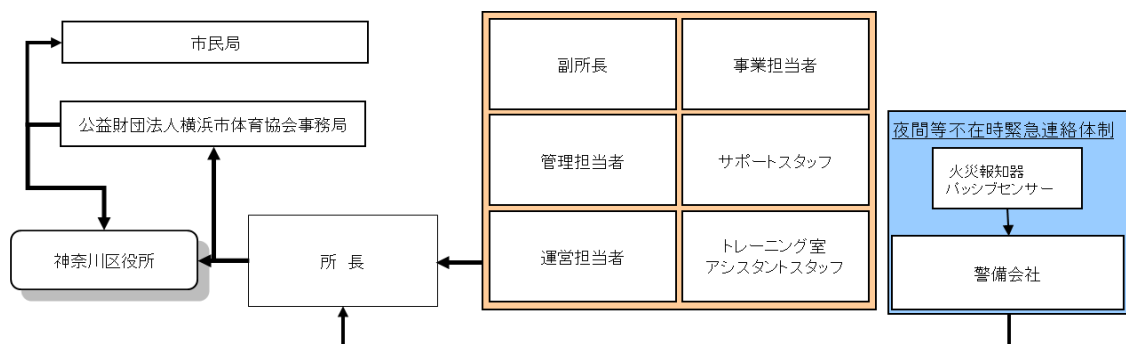 市民局
公益財団法人横浜市体育協会事務局
神奈川区役所
所 長
副所長
事業担当者
管理担当者
サポートスタッフ
運営担当者
トレーニング室
アシスタントスタッフ
夜間等不在時緊急連絡体制
火災報知器
パッシブセンサー
警備会社